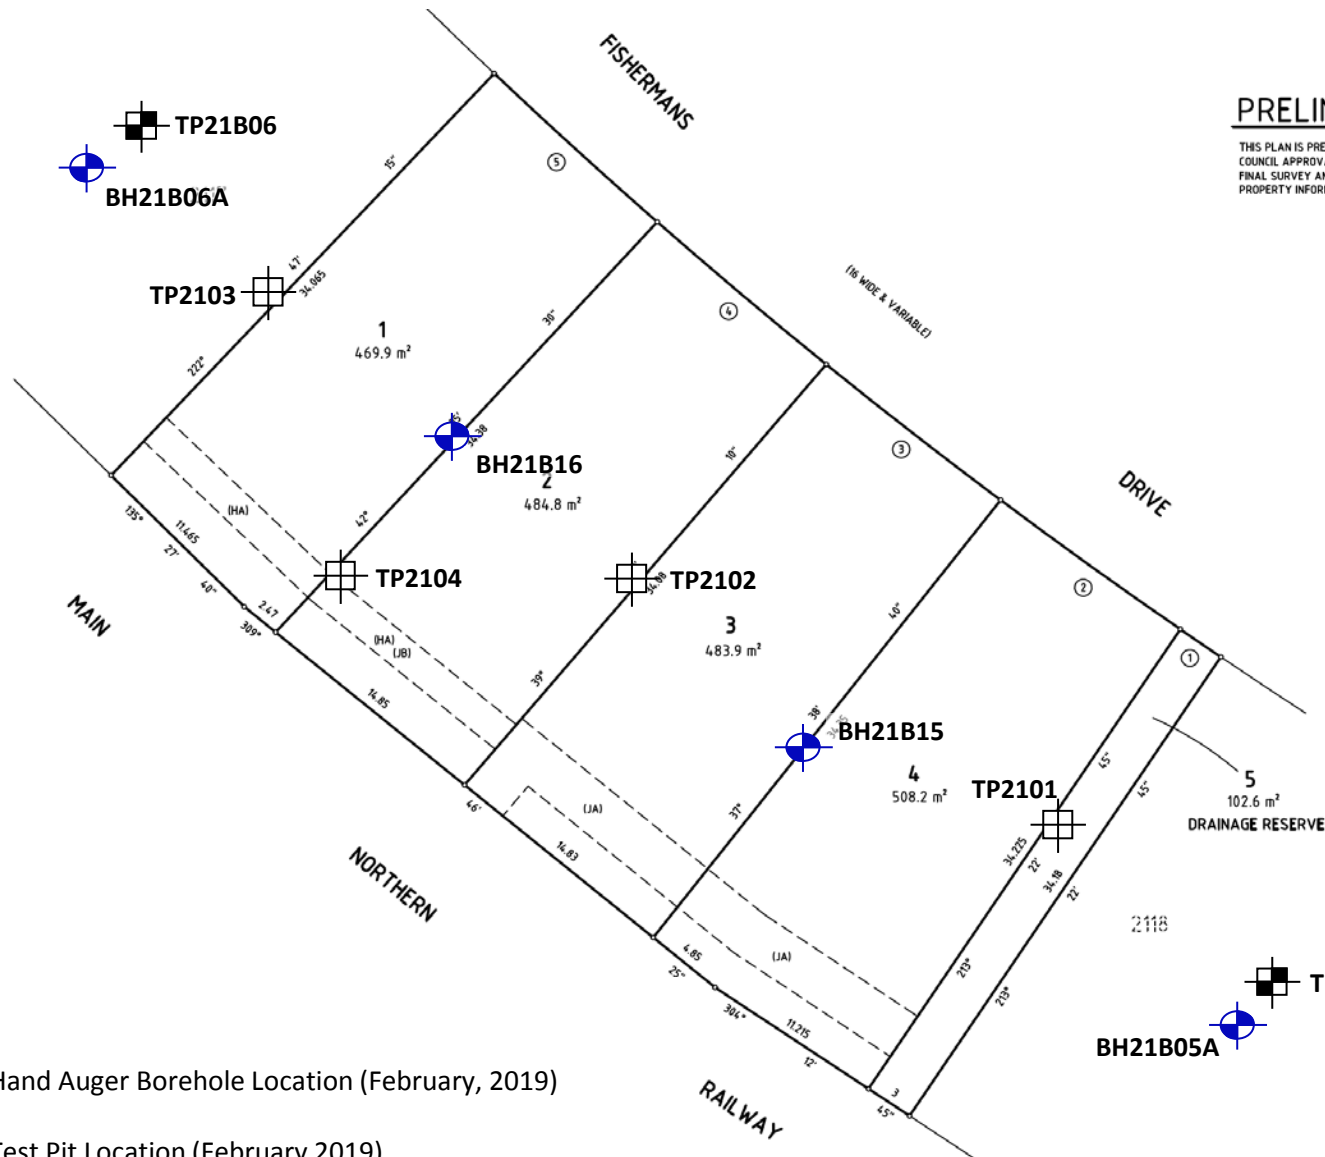 FISHERMANS
PRELIM
THIS PLAN IS PRE
COUNCIL APPROVA
FINAL SURVEY AN
PROPERTY INFOR
TP21B06
BH21B06A
15"
5
47'
34.065
TP2103
(16 WIDE & VARIABLE)
30"
4
1
469.9 m²
222°
34.38
BH21B16
2
484.8 m²
10"
3
DRIVE
(HA)
42°
135°
11.465
27'
40"
TP2104
TP2102
34.08
2
MAIN
2.47
309°
(HA)
(JB)
3
483.9 m²
40"
1
14.85
39°
38'
34.35
BH21B15
4
508.2 m²
TP2101
45"
45"
5
102.6 m²
DRAINAGE RESERVE
46'
(JA)
37°
14.83
34.225
22'
34.18
22'
NORTHERN
2118
4.85
25"
(JA)
213°
213°
T
304°
11.215
12'
BH21B05A
Hand Auger Borehole Location (February, 2019)
3
45"
RAILWAY
Test Pit Location (February 2019)